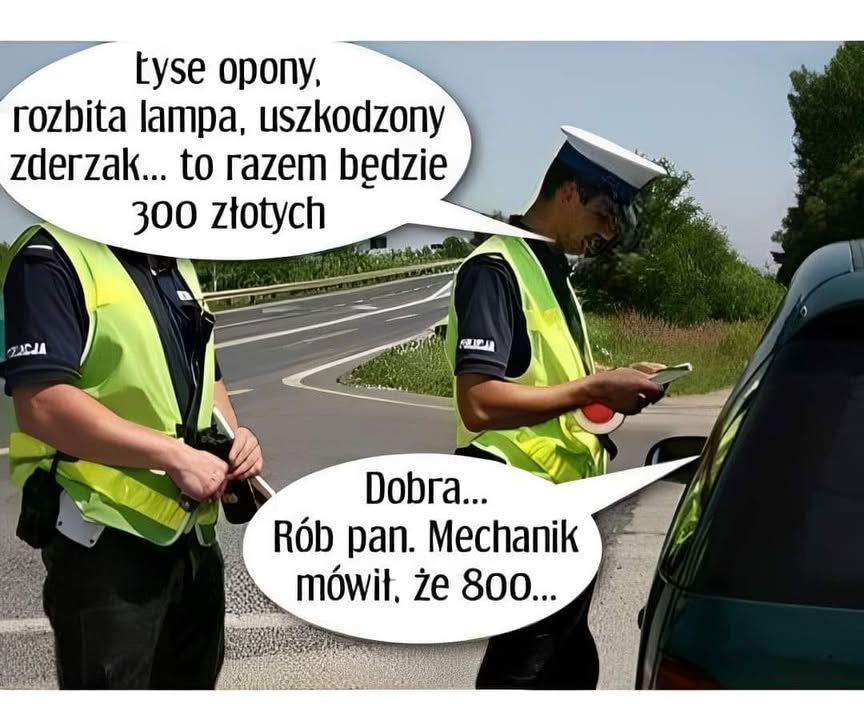 Łyse opony,
rozbita lampa, uszkodzony
zderzak... to razem będzie
300 złotych
POLICJA
Dobra...
Rób pan. Mechanik
mówił, że 800...